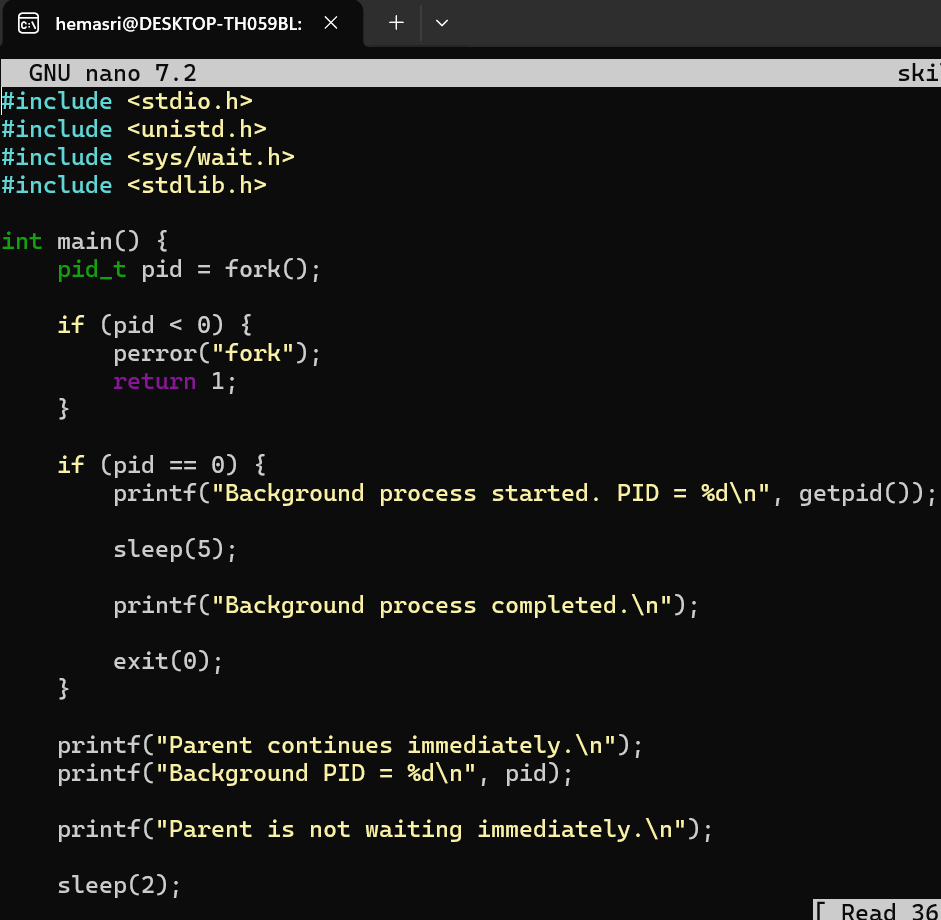 hemasri@DESKTOP-TH059BL:
GNU nano 7.2
#include <stdio.h>
#include <unistd.h>
#include <sys/wait.h>
#include <stdlib.h>
int main() {
    pid_t pid = fork();
    if (pid < 0) {
        perror("fork");
        return 1;
    }
    if (pid == 0) {
        printf("Background process started. PID = %d\n", getpid());
        sleep(5);
        printf("Background process completed.\n");
        exit(0);
    }
    printf("Parent continues immediately.\n");
    printf("Background PID = %d\n", pid);
    printf("Parent is not waiting immediately.\n");
    sleep(2);
[ Read 36